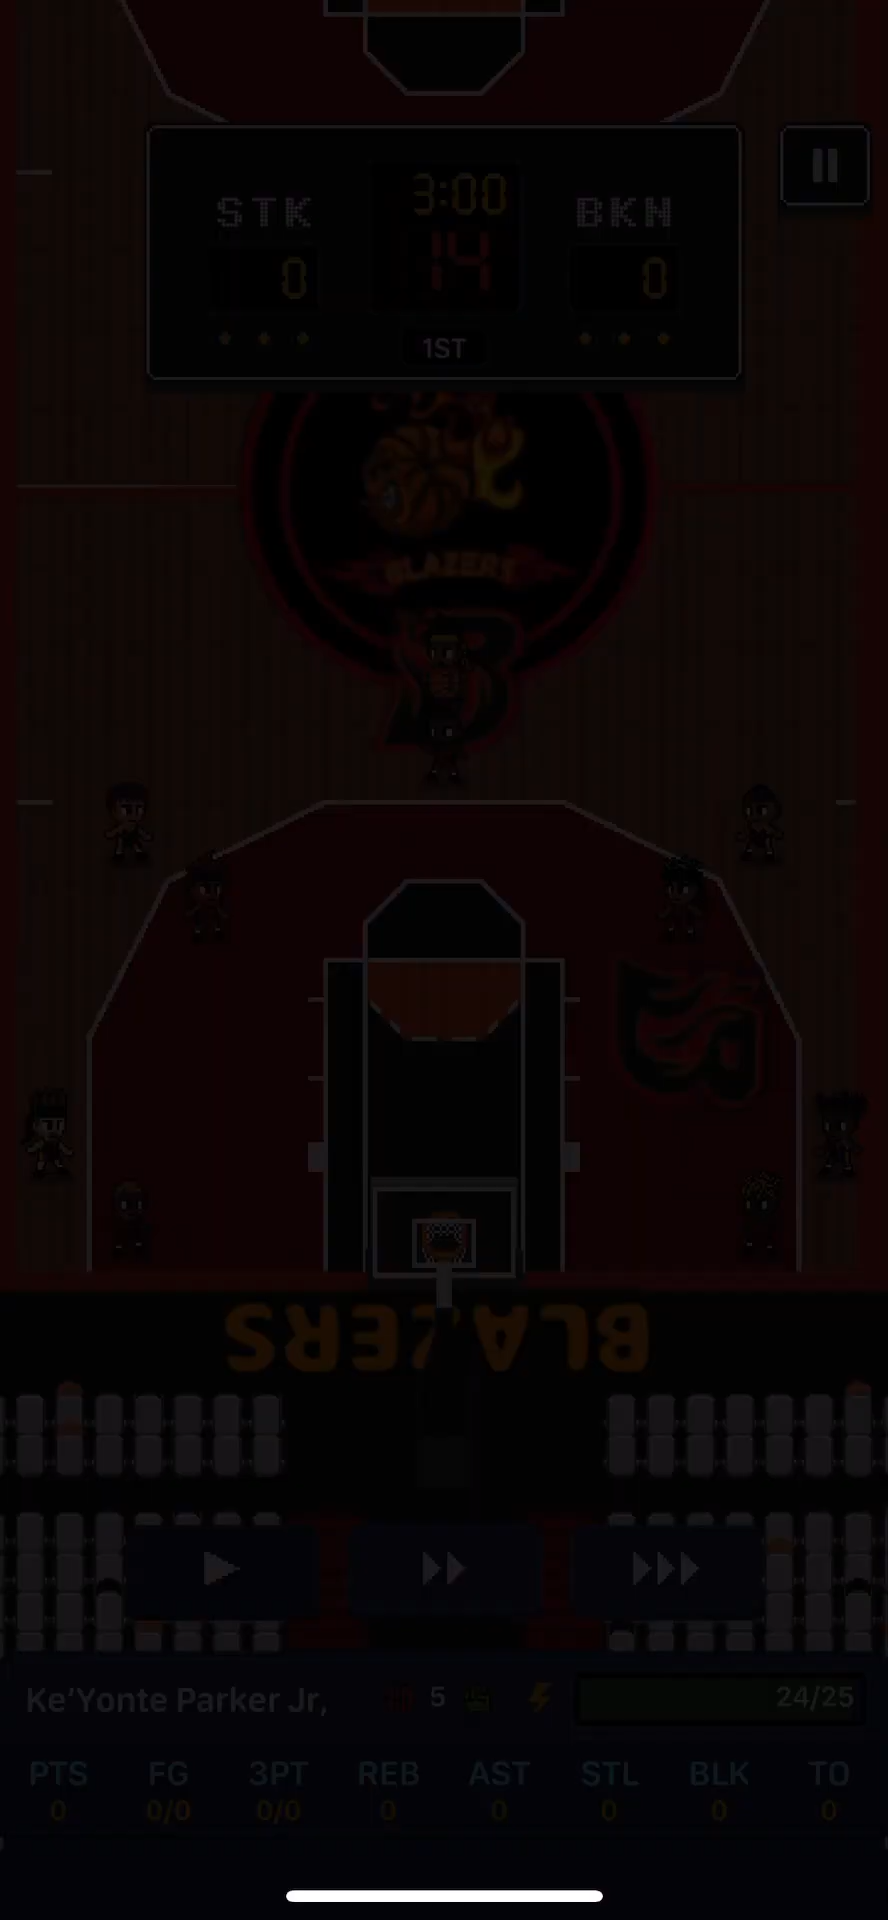 3:00
STK
BKN
14
0
0
1ST
BLAZERS
B
B
BLAZERS
Ke'Yonte Parker Jr,
5
24/25
PTS FG 3PT REB AST STL BLK TO
0 0/0 0/0 0 0 0 0 0